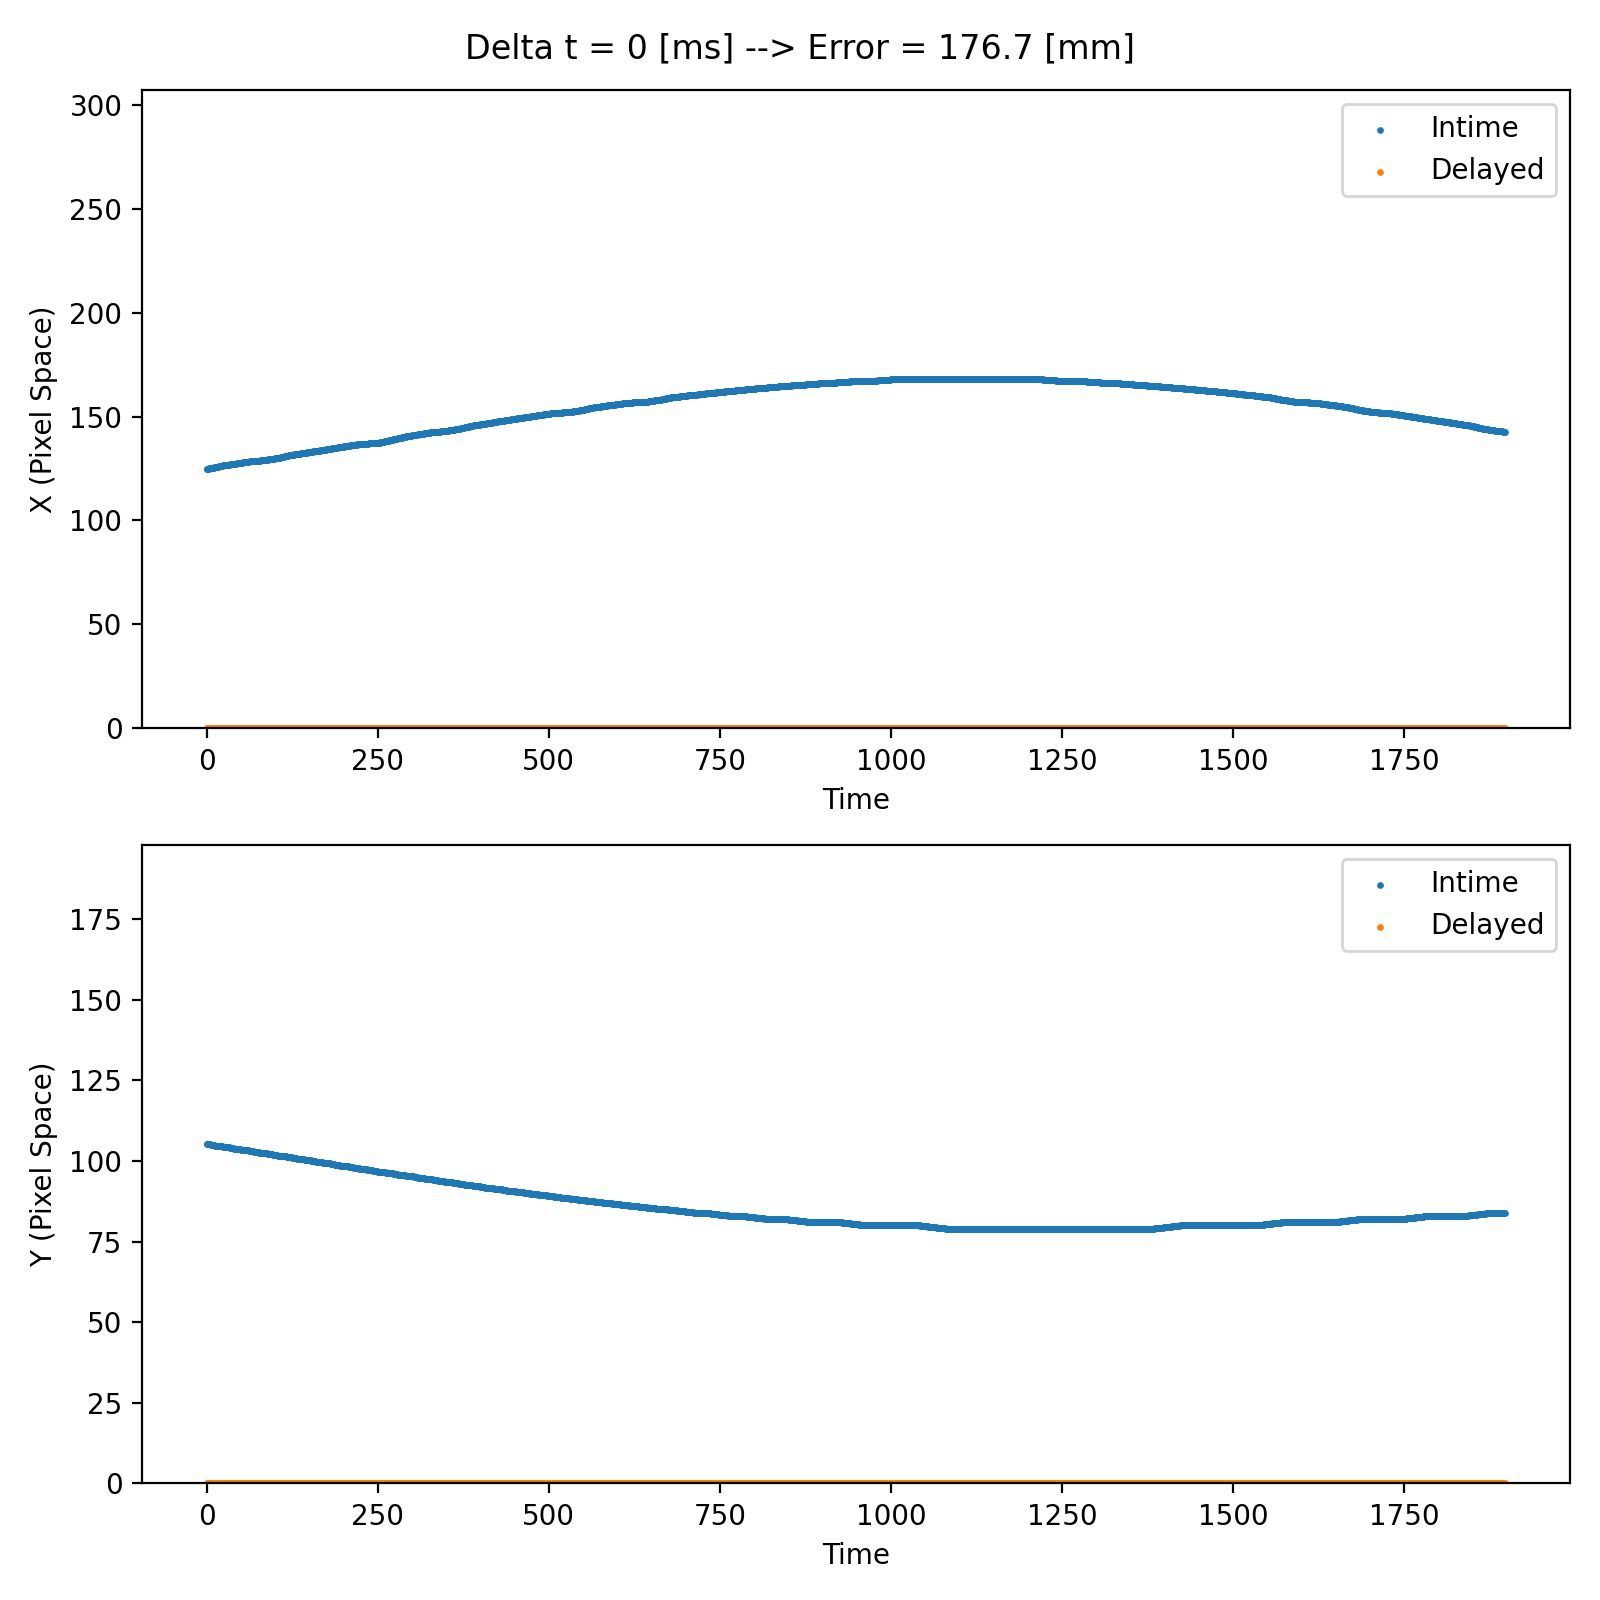 Delta t = 0 [ms] --> Error = 176.7 [mm]
300
250
200
150
100
50
0
X (Pixel Space)
Intime
Delayed
0 250 500 750 1000 1250 1500 1750
Time
175
150
125
100
75
50
25
0
Y (Pixel Space)
Intime
Delayed
0 250 500 750 1000 1250 1500 1750
Time